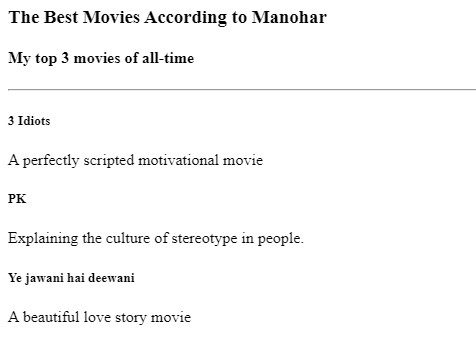 The Best Movies According to Manohar
My top 3 movies of all-time
3 Idiots
A perfectly scripted motivational movie
PK
Explaining the culture of stereotype in people.
Ye jawani hai deewani
A beautiful love story movie